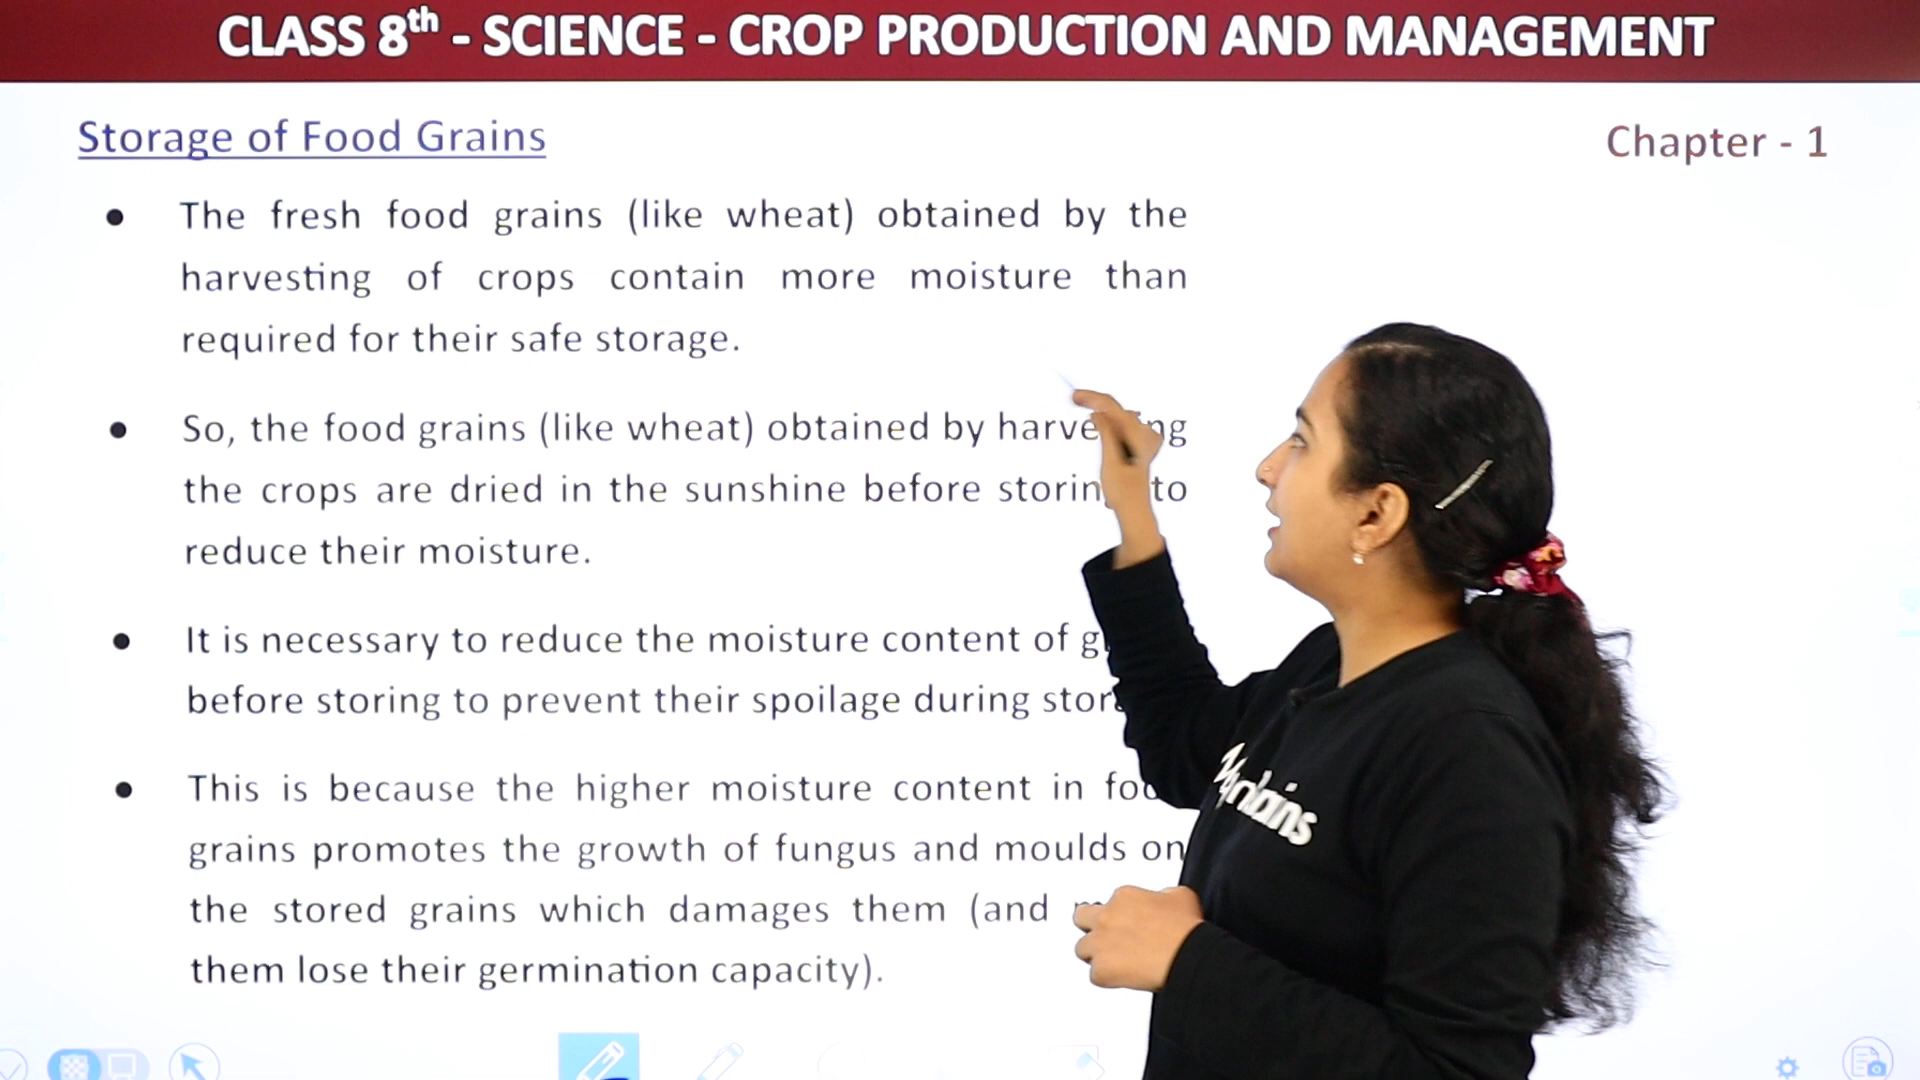 CLASS 8th - SCIENCE - CROP PRODUCTION AND MANAGEMENT
Storage of Food Grains
Chapter - 1
● The fresh food grains (like wheat) obtained by the
harvesting of crops contain more moisture than
required for their safe storage.
● So, the food grains (like wheat) obtained by
the crops are dried in the sunshine before to
reduce their moisture.
● It is necessary to reduce the moisture content of
before storing to prevent their spoilage during
● This is because the higher moisture content in
grains promotes the growth of fungus and moulds on
the stored grains which damages them (and
them lose their germination capacity).